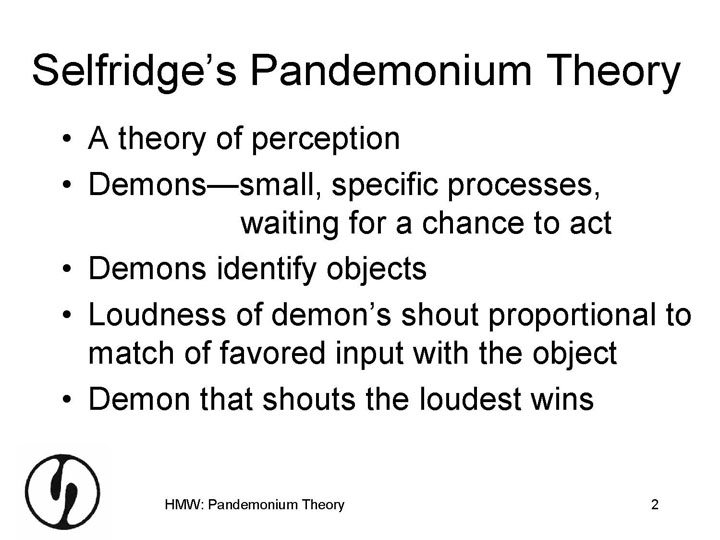 Selfridge’s Pandemonium Theory
• A theory of perception
• Demons—small, specific processes,
waiting for a chance to act
• Demons identify objects
• Loudness of demon’s shout proportional to
match of favored input with the object
• Demon that shouts the loudest wins
HMW: Pandemonium Theory
2